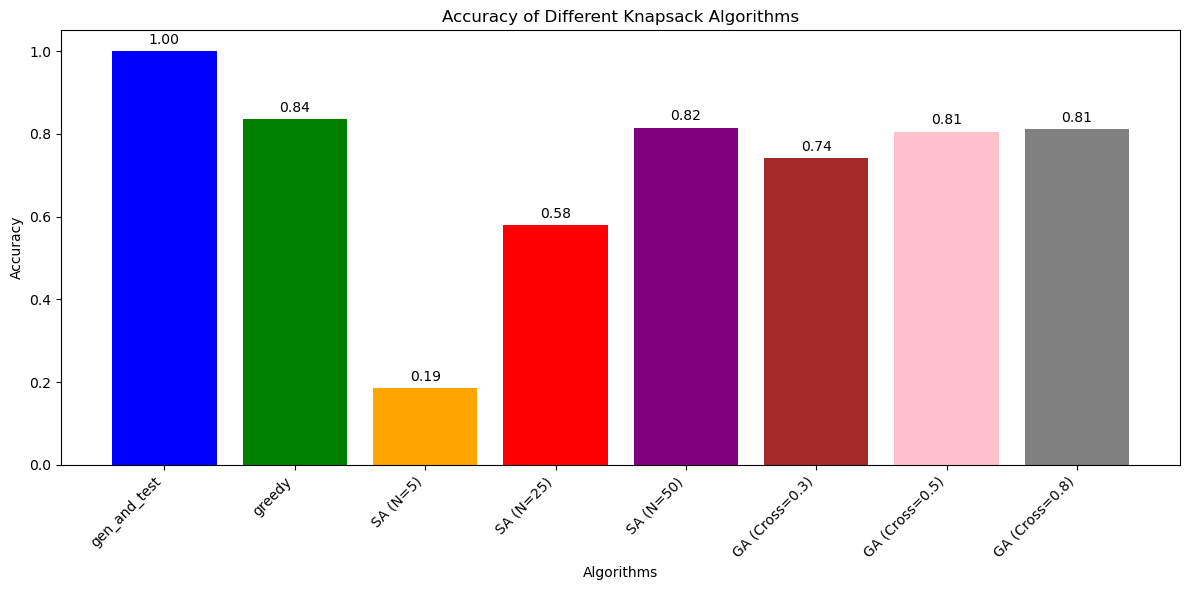 Accuracy of Different Knapsack Algorithms
1.00
0.84
0.19
0.58
0.82
0.74
0.81
0.81
Accuracy
1.0
0.8
0.6
0.4
0.2
0.0
gen_and_test
greedy
SA (N=5)
SA (N=25)
SA (N=50)
GA (Cross=0.3)
GA (Cross=0.5)
GA (Cross=0.8)
Algorithms